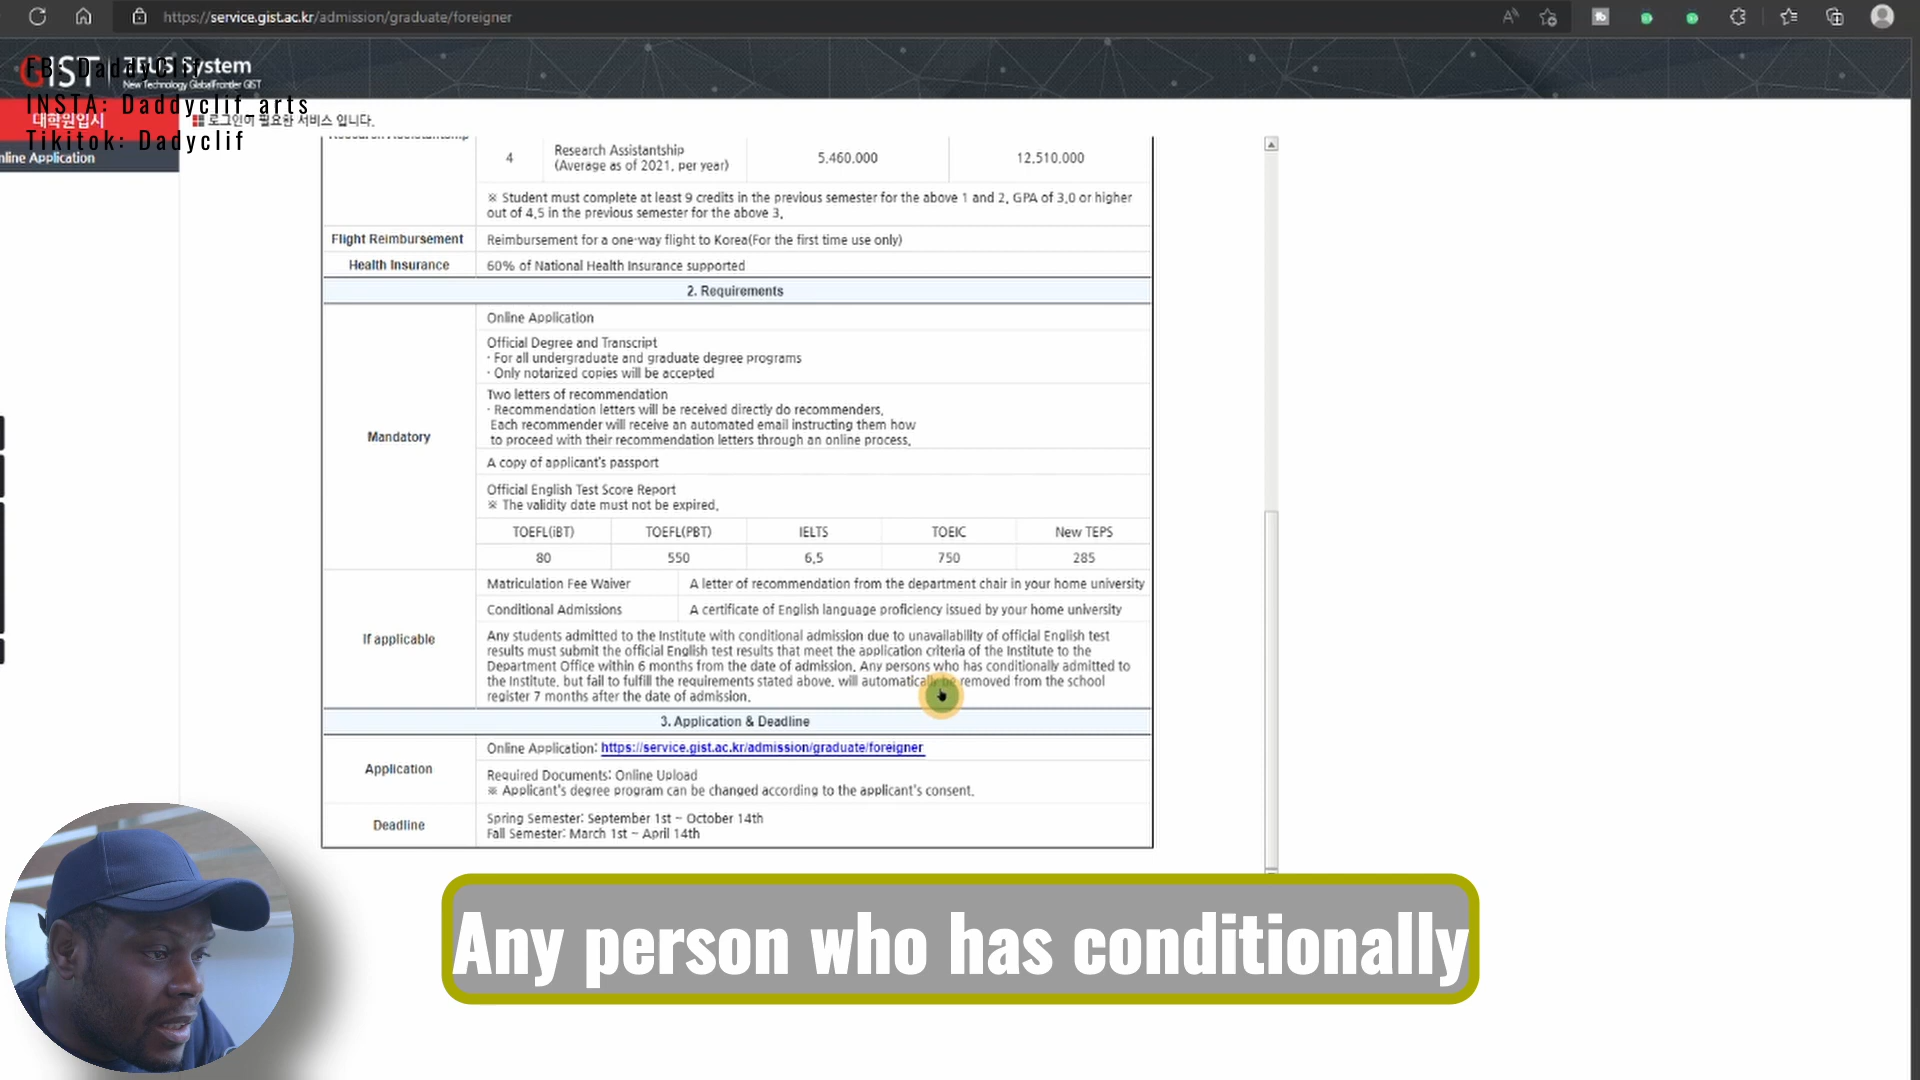 https://service.gist.ac.kr/admission/graduate/foreigner
FB: DaddyClif
GIST ZEUS System
New Technology GlobalFrontier GIST
INSTA: Daddyclif_arts
대학원입시
로그인이 필요한 서비스 입니다.
Tikitok: Dadyclif
nline Application
Research Assistantship
4 Research Assistantship 5,460,000 12,510,000
(Average as of 2021, per year)
※ Student must complete at least 9 credits in the previous semester for the above 1 and 2, GPA of 3.0 or higher
out of 4.5 in the previous semester for the above 3.
Flight Reimbursement Reimbursement for a one-way flight to Korea(For the first time use only)
Health Insurance 60% of National Health Insurance supported
2. Requirements
Mandatory
Online Application
Official Degree and Transcript
· For all undergraduate and graduate degree programs
· Only notarized copies will be accepted
Two letters of recommendation
· Recommendation letters will be received directly do recommenders.
Each recommender will receive an automated email instructing them how
to proceed with their recommendation letters through an online process.
A copy of applicant's passport
Official English Test Score Report
※ The validity date must not be expired.
TOEFL(iBT) TOEFL(PBT) IELTS TOEIC New TEPS
80 550 6.5 750 285
If applicable
Matriculation Fee Waiver A letter of recommendation from the department chair in your home university
Conditional Admissions A certificate of English language proficiency issued by your home university
Any students admitted to the Institute with conditional admission due to unavailability of official English test
results must submit the official English test results that meet the application criteria of the Institute to the
Department Office within 6 months from the date of admission. Any persons who has conditionally admitted to
the Institute, but fail to fulfill the requirements stated above, will automatically be removed from the school
register 7 months after the date of admission.
3. Application & Deadline
Application
Online Application: https://service.gist.ac.kr/admission/graduate/foreigner
Required Documents: Online Upload
※ Applicant's degree program can be changed according to the applicant's consent.
Deadline
Spring Semester: September 1st ~ October 14th
Fall Semester: March 1st ~ April 14th
Any person who has conditionally